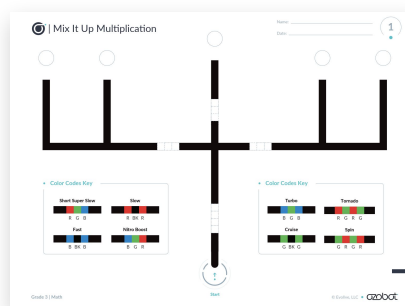 | Mix It Up Multiplication
Name:
Date:
1
• Color Codes Key
Short Super Slow
R G B
Slow
R BK R
Fast
B BK B
Nitro Boost
B G R
• Color Codes Key
Turbo
B G B
Tornado
R G R G
Cruise
G BK G
Spin
G R G R
Start
Grade 3 | Math
© Evollve, LLC • ozobot